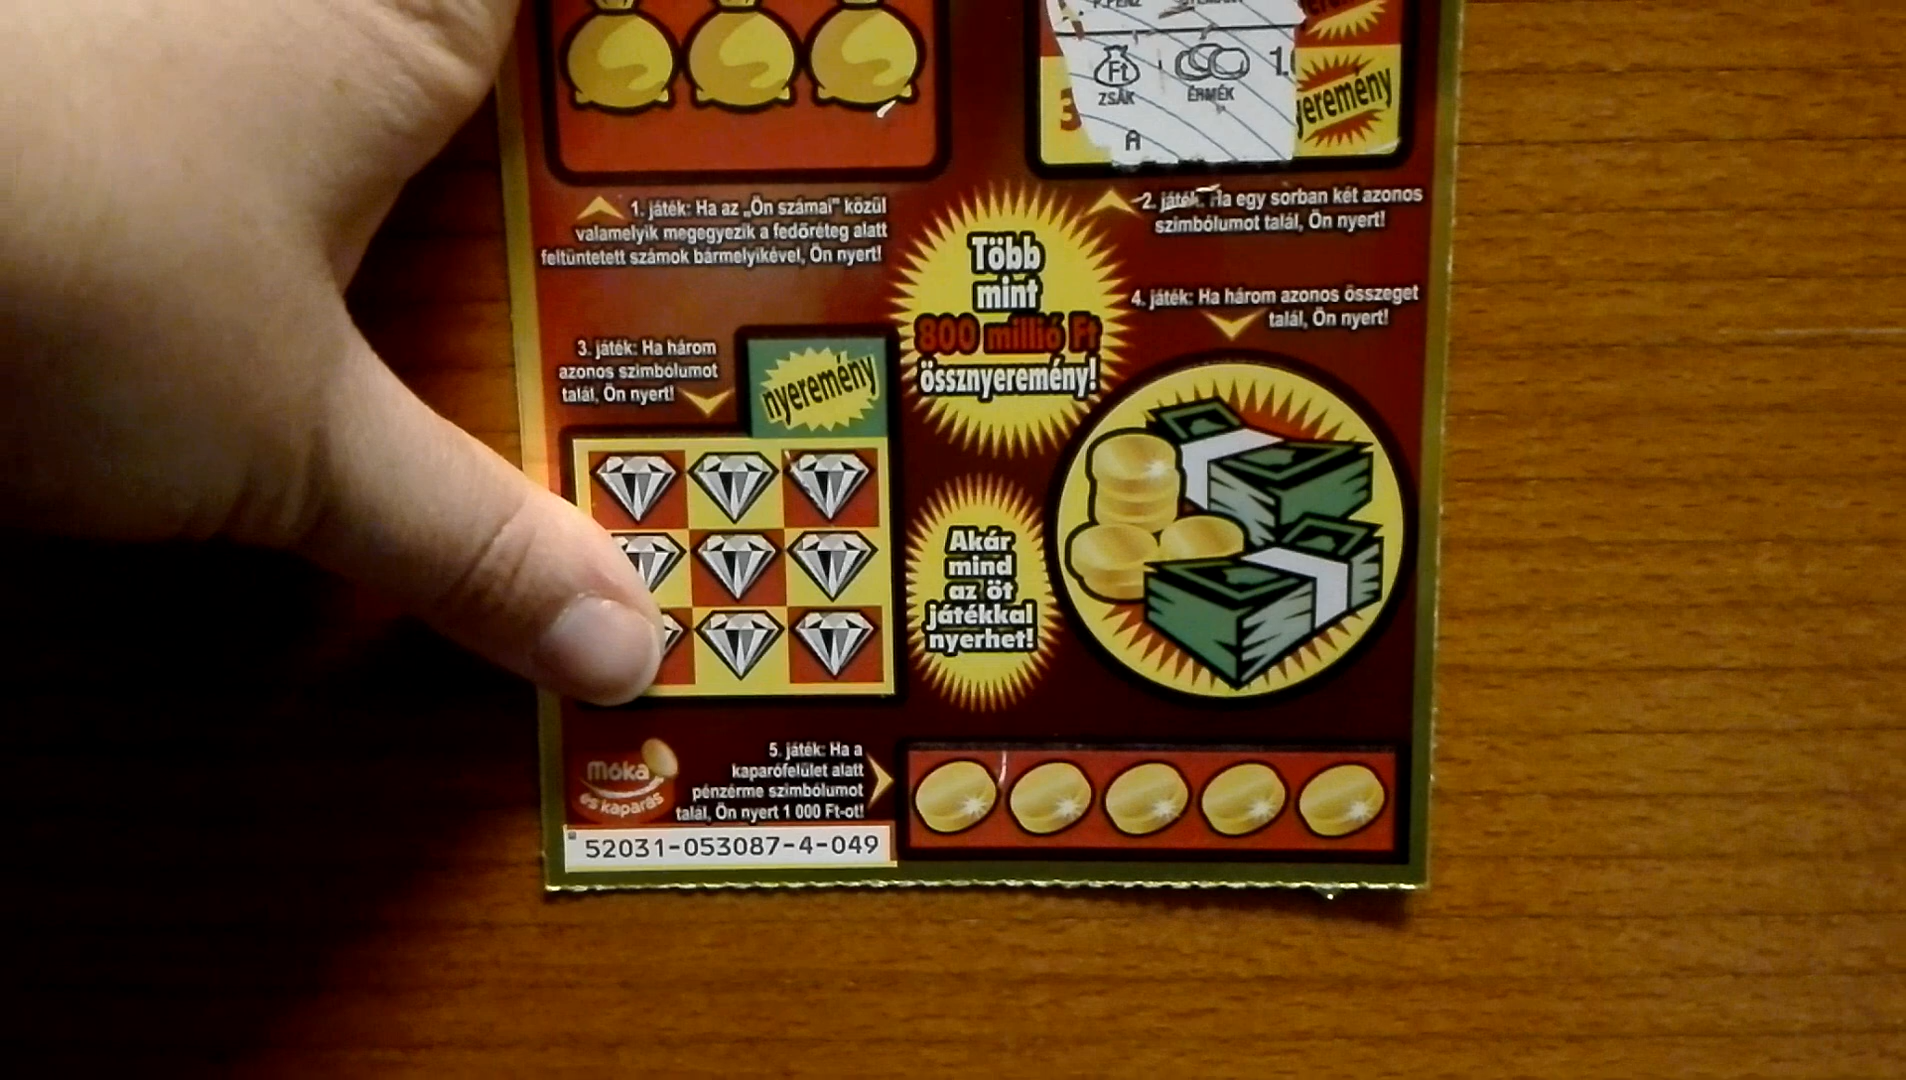 Ft
ZSÁK
ÉRMÉK
A
3
1. játék: Ha az „Ön számai” közül
valamelyik megegyezik a fedőréteg alatt
feltüntetett számok bármelyikével, Ön nyert!
2. játék: Ha egy sorban két azonos
szimbólumot talál, Ön nyert!
Több
mint
800 millió Ft
össznyeremény!
4. játék: Ha három azonos összeget
talál, Ön nyert!
3. játék: Ha három
azonos szimbólumot
talál, Ön nyert!
nyeremény
Akár
mind
az öt
játékkal
nyerhet!
Móka
és kaparás
5. játék: Ha a
kaparófelület alatt
pénzérme szimbólumot
talál, Ön nyert 1 000 Ft-ot!
52031-053087-4-049